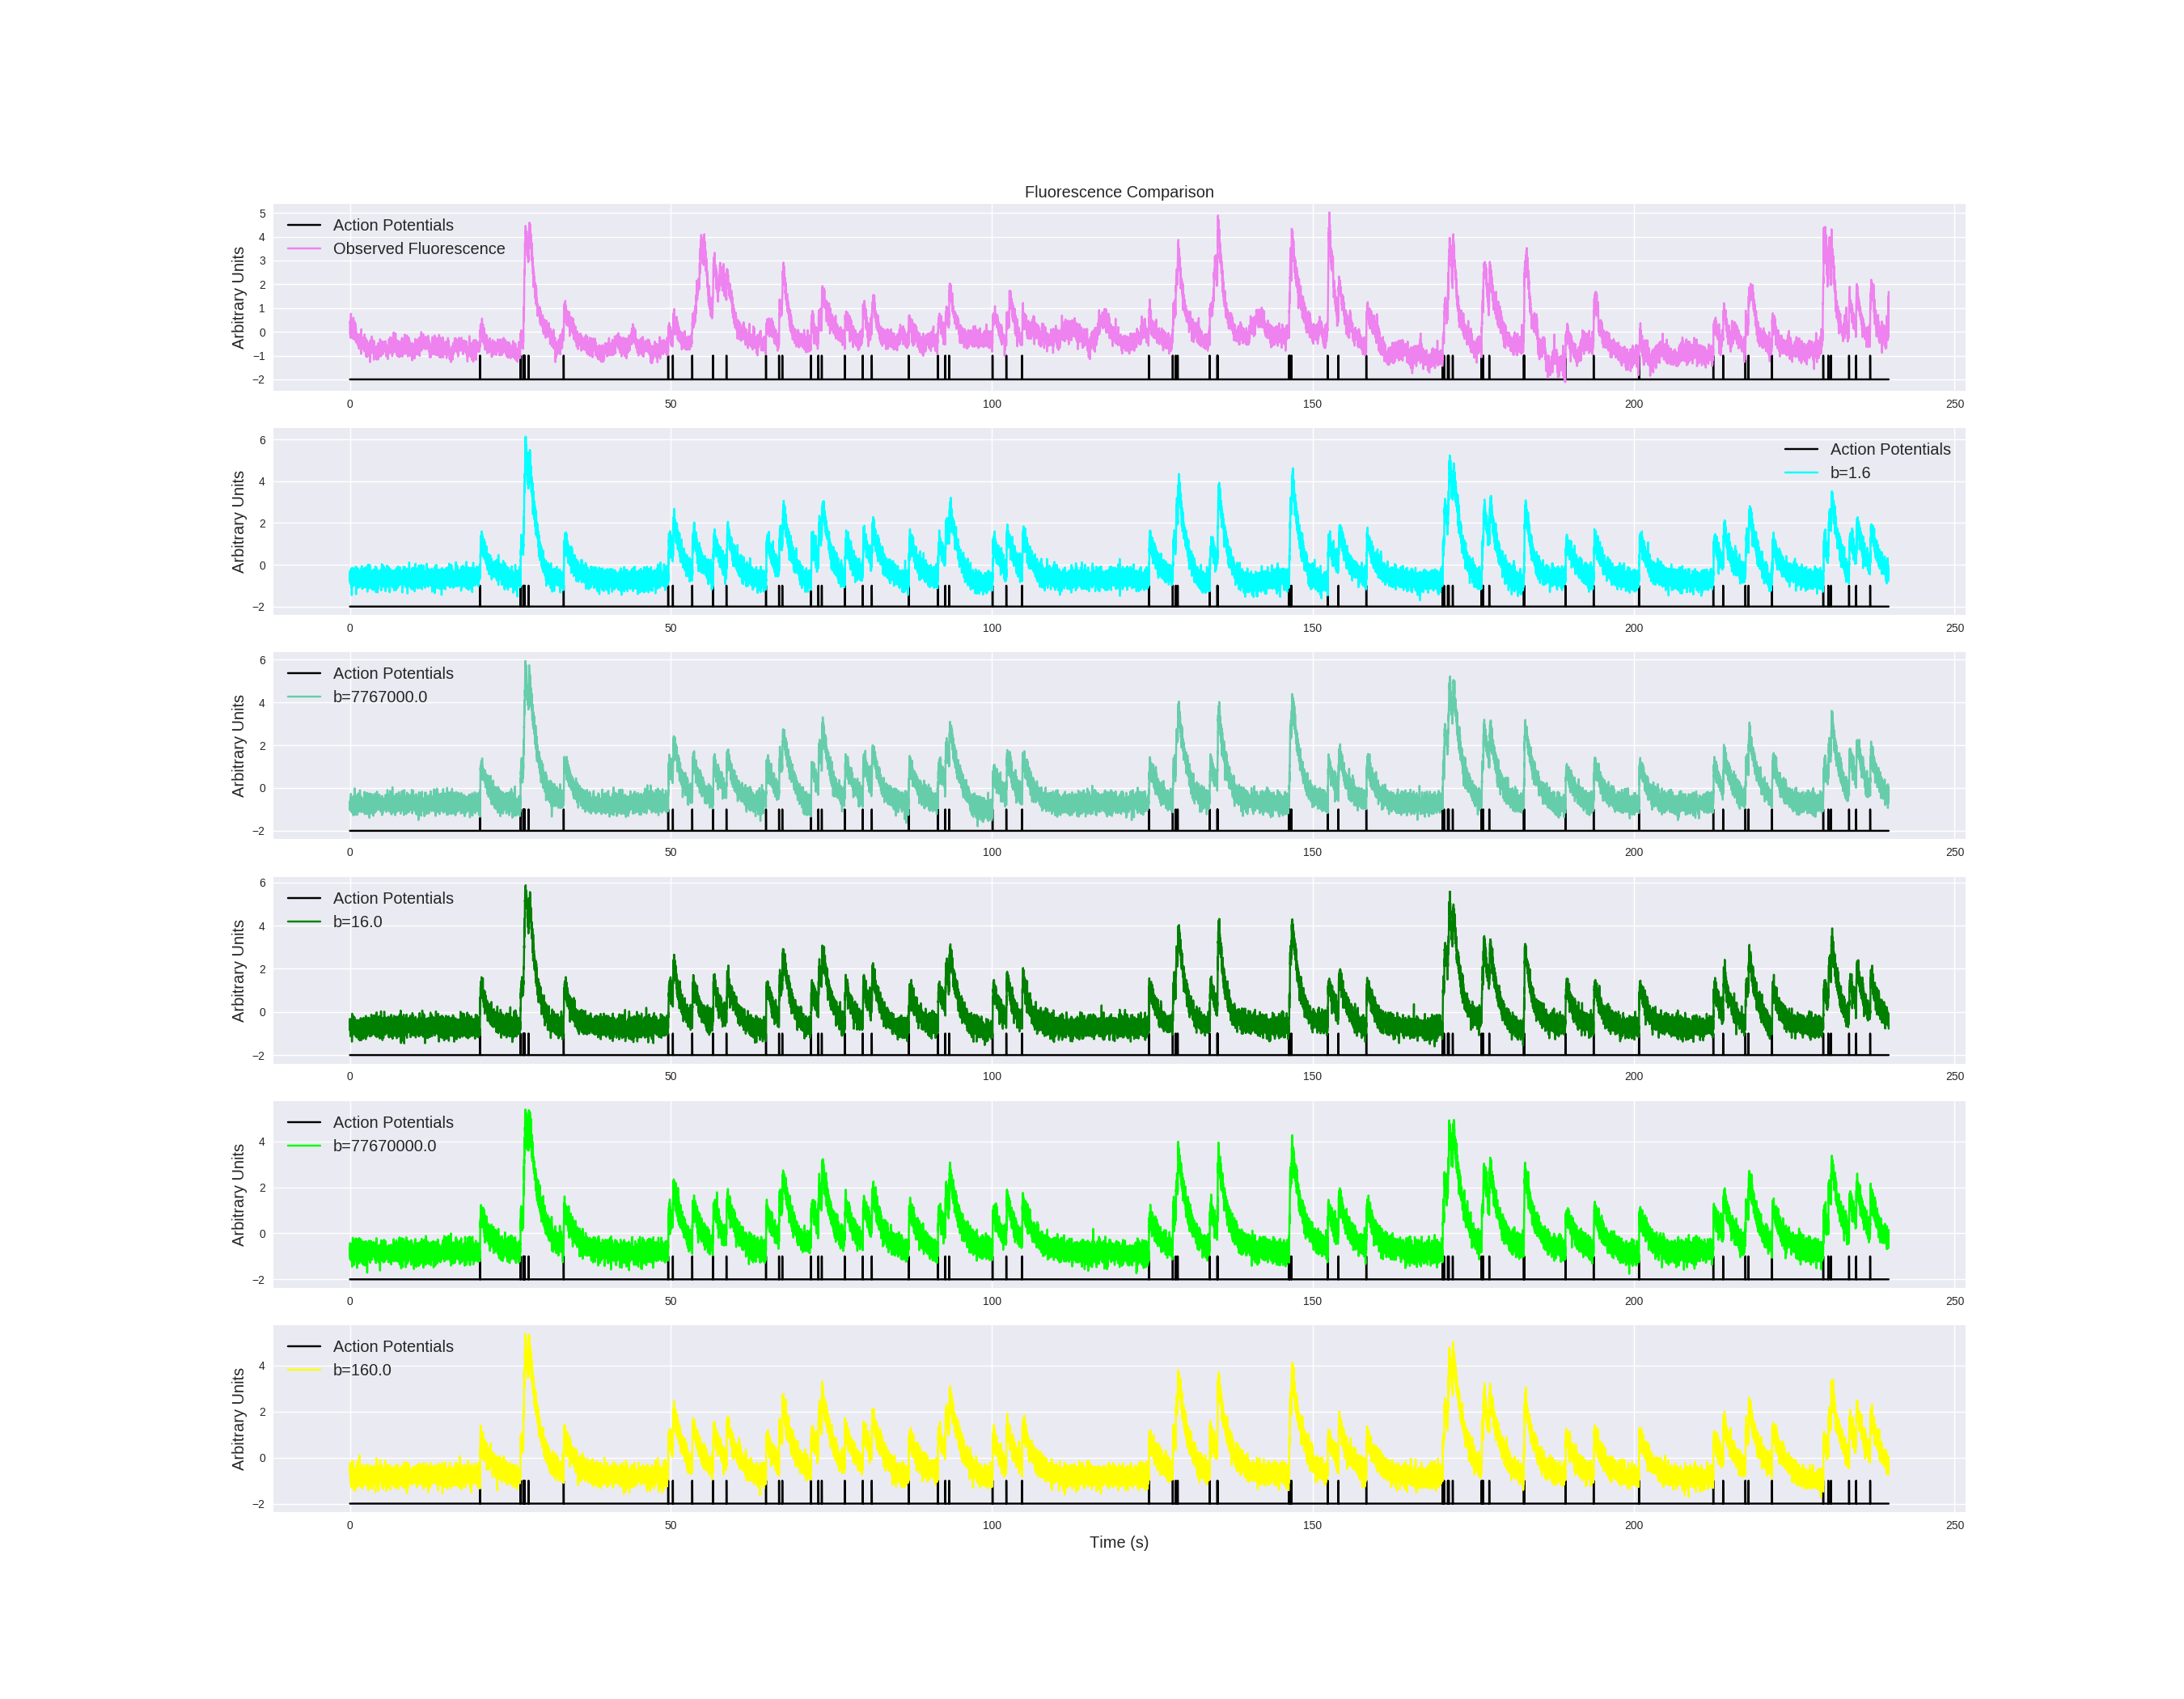 Fluorescence Comparison
Action Potentials
Observed Fluorescence
Arbitrary Units
5
4
3
2
1
0
−1
−2
0 50 100 150 200 250
Action Potentials
b=1.6
Arbitrary Units
6
4
2
0
−2
0 50 100 150 200 250
Action Potentials
b=7767000.0
Arbitrary Units
6
4
2
0
−2
0 50 100 150 200 250
Action Potentials
b=16.0
Arbitrary Units
6
4
2
0
−2
0 50 100 150 200 250
Action Potentials
b=77670000.0
Arbitrary Units
4
2
0
−2
0 50 100 150 200 250
Action Potentials
b=160.0
Arbitrary Units
4
2
0
−2
0 50 100 150 200 250
Time (s)